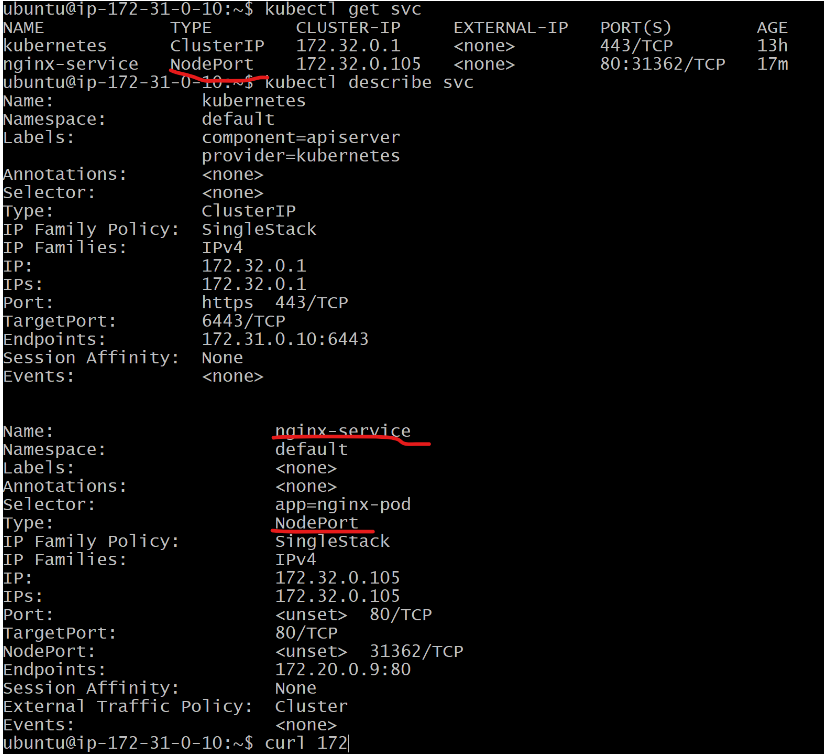 ubuntu@ip-172-31-0-10:~$ kubectl get svc
NAME TYPE CLUSTER-IP EXTERNAL-IP PORT(S) AGE
kubernetes ClusterIP 172.32.0.1 <none> 443/TCP 13h
nginx-service NodePort 172.32.0.105 <none> 80:31362/TCP 17m
ubuntu@ip-172-31-0-10:~$ kubectl describe svc
Name: kubernetes
Namespace: default
Labels: component=apiserver
provider=kubernetes
Annotations: <none>
Selector: <none>
Type: ClusterIP
IP Family Policy: SingleStack
IP Families: IPv4
IP: 172.32.0.1
IPs: 172.32.0.1
Port: https 443/TCP
TargetPort: 6443/TCP
Endpoints: 172.31.0.10:6443
Session Affinity: None
Events: <none>
Name: nginx-service
Namespace: default
Labels: <none>
Annotations: <none>
Selector: app=nginx-pod
Type: NodePort
IP Family Policy: SingleStack
IP Families: IPv4
IP: 172.32.0.105
IPs: 172.32.0.105
Port: <unset> 80/TCP
TargetPort: 80/TCP
NodePort: <unset> 31362/TCP
Endpoints: 172.20.0.9:80
Session Affinity: None
External Traffic Policy: Cluster
Events: <none>
ubuntu@ip-172-31-0-10:~$ curl 172